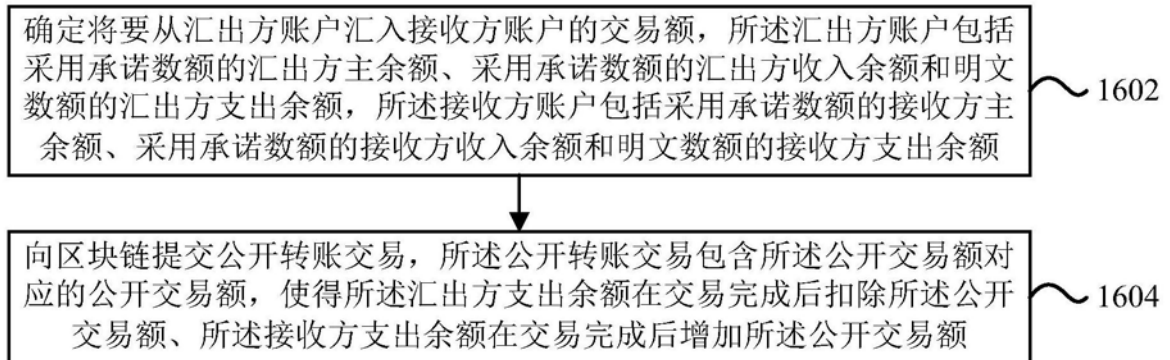 确定将要从汇出方账户汇入接收方账户的交易额，所述汇出方账户包括
采用承诺数额的汇出方主余额、采用承诺数额的汇出方收入余额和明文
数额的汇出方支出余额，所述接收方账户包括采用承诺数额的接收方主
余额、采用承诺数额的接收方收入余额和明文数额的接收方支出余额
1602
向区块链提交公开转账交易，所述公开转账交易包含所述公开交易额对
应的公开交易额，使得所述汇出方支出余额在交易完成后扣除所述公开
交易额、所述接收方支出余额在交易完成后增加所述公开交易额
1604